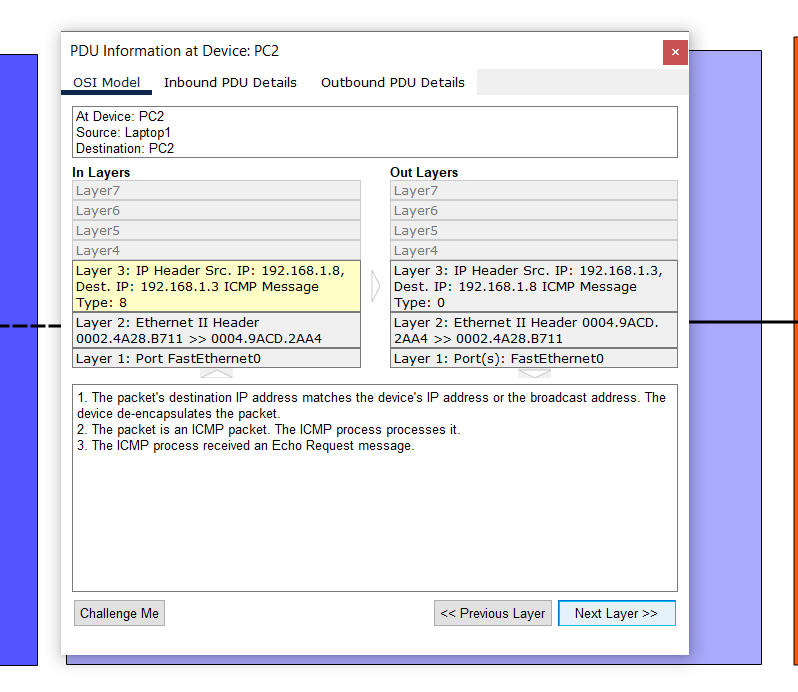 PDU Information at Device: PC2
×
OSI Model
Inbound PDU Details
Outbound PDU Details
At Device: PC2
Source: Laptop1
Destination: PC2
In Layers
Layer7
Layer6
Layer5
Layer4
Layer 3: IP Header Src. IP: 192.168.1.8,
Dest. IP: 192.168.1.3 ICMP Message
Type: 8
Layer 2: Ethernet II Header
0002.4A28.B711 >> 0004.9ACD.2AA4
Layer 1: Port FastEthernet0
Out Layers
Layer7
Layer6
Layer5
Layer4
Layer 3: IP Header Src. IP: 192.168.1.3,
Dest. IP: 192.168.1.8 ICMP Message
Type: 0
Layer 2: Ethernet II Header 0004.9ACD.
2AA4 >> 0002.4A28.B711
Layer 1: Port(s): FastEthernet0
1. The packet's destination IP address matches the device's IP address or the broadcast address. The
device de-encapsulates the packet.
2. The packet is an ICMP packet. The ICMP process processes it.
3. The ICMP process received an Echo Request message.
Challenge Me
<< Previous Layer
Next Layer >>